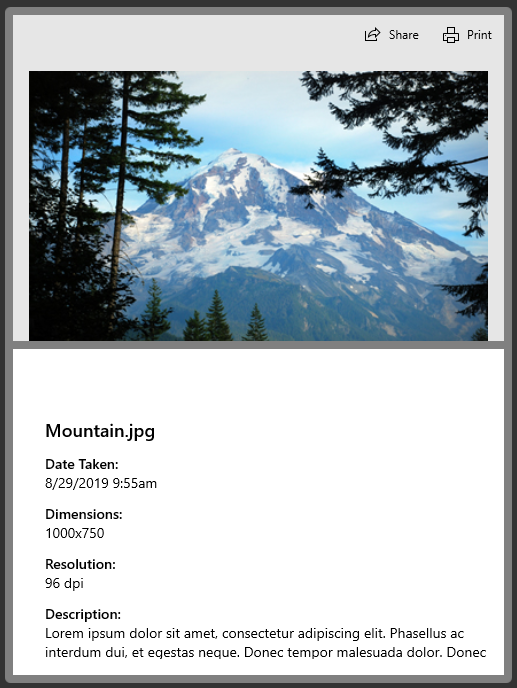 Share
Print
Mountain.jpg
Date Taken:
8/29/2019 9:55am
Dimensions:
1000x750
Resolution:
96 dpi
Description:
Lorem ipsum dolor sit amet, consectetur adipiscing elit. Phasellus ac
interdum dui, et egestas neque. Donec tempor malesuada dolor. Donec